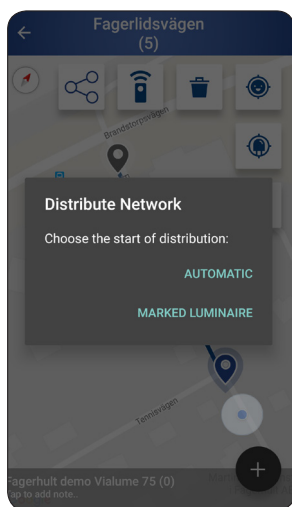 Fagerlidsvägen
(5)
Brandstorpsvägen
Distribute Network
Choose the start of distribution:
AUTOMATIC
MARKED LUMINAIRE
Tennisvägen
Fagerhult demo Vialume 75 (0)
Tap to add note..